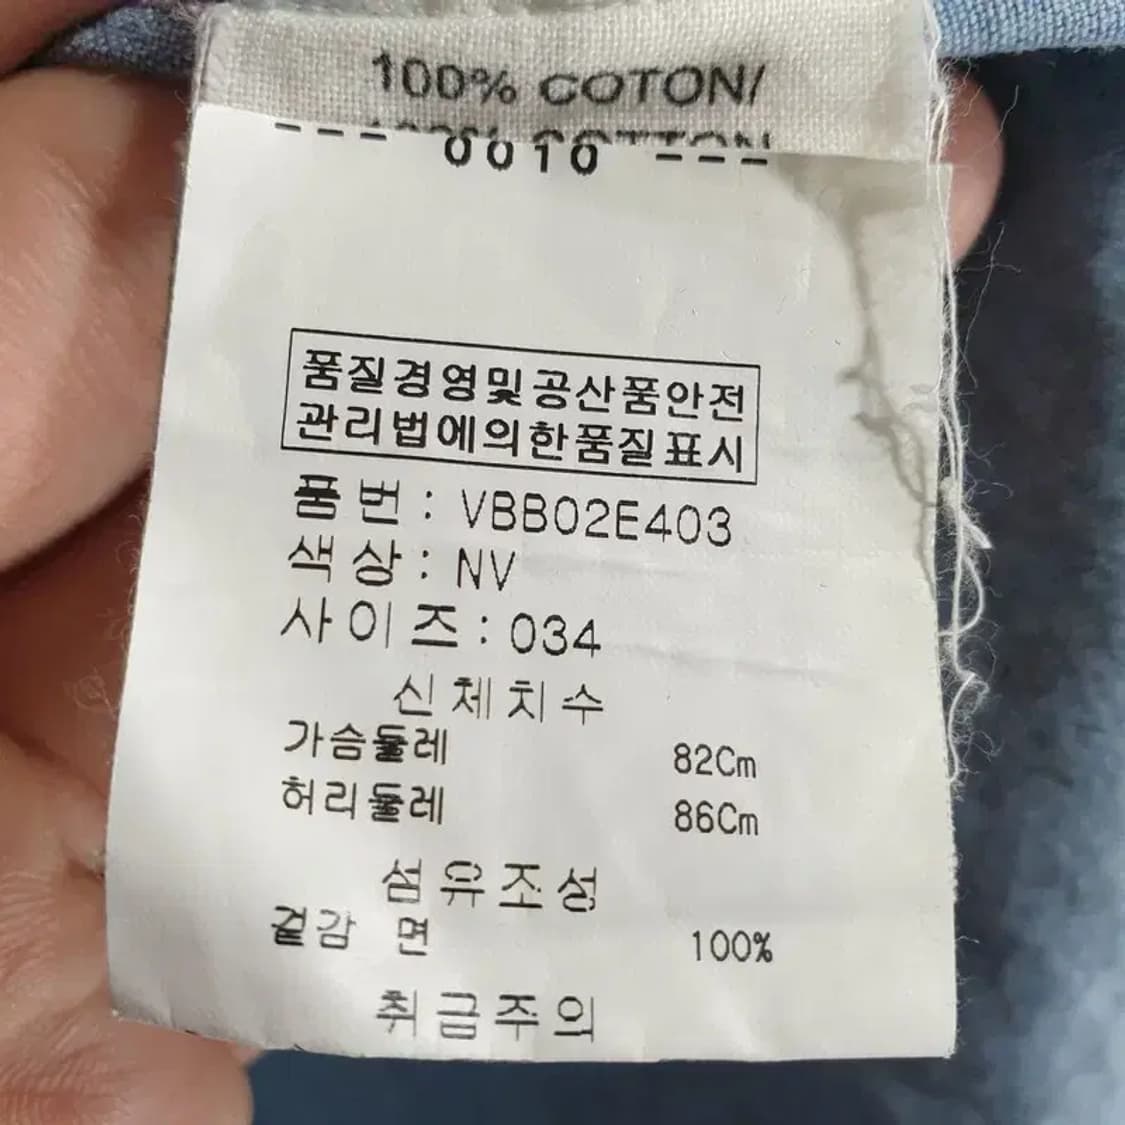 100% COTON/
100% COTTON
--- 0010 ---
품질경영및공산품안전
관리법에의한품질표시
품번: VBB02E403
색상: NV
사이즈: 034
신체치수
가슴둘레 82Cm
허리둘레 86Cm
섬유조성
겉감 면 100%
취급주의